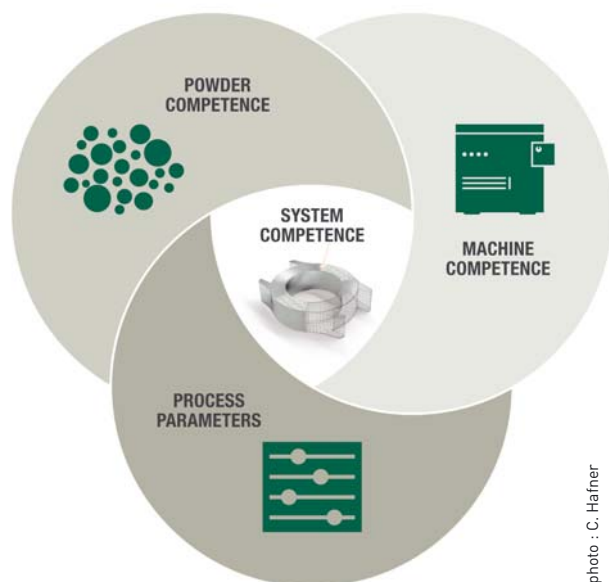 POWDER
COMPETENCE
SYSTEM
COMPETENCE
MACHINE
COMPETENCE
PROCESS
PARAMETERS
photo : C. Hafner